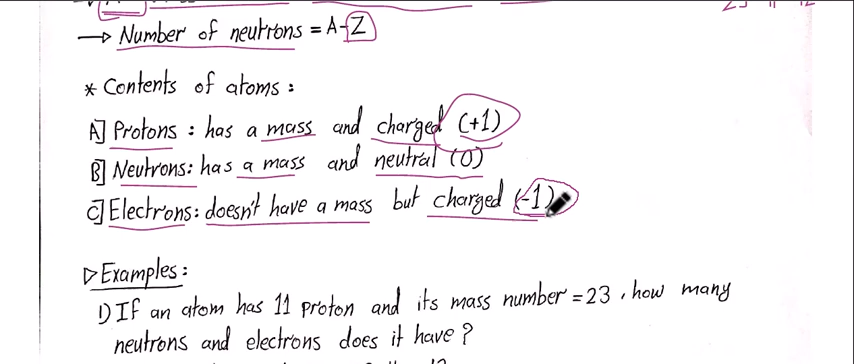 → Number of neutrons = A-Z
* Contents of atoms :
A] Protons : has a mass and charged (+1)
B] Neutrons: has a mass and neutral (0)
C] Electrons: doesn't have a mass but charged (-1)
▷ Examples :
1) If an atom has 11 proton and its mass number = 23 , how many
neutrons and electrons does it have ?